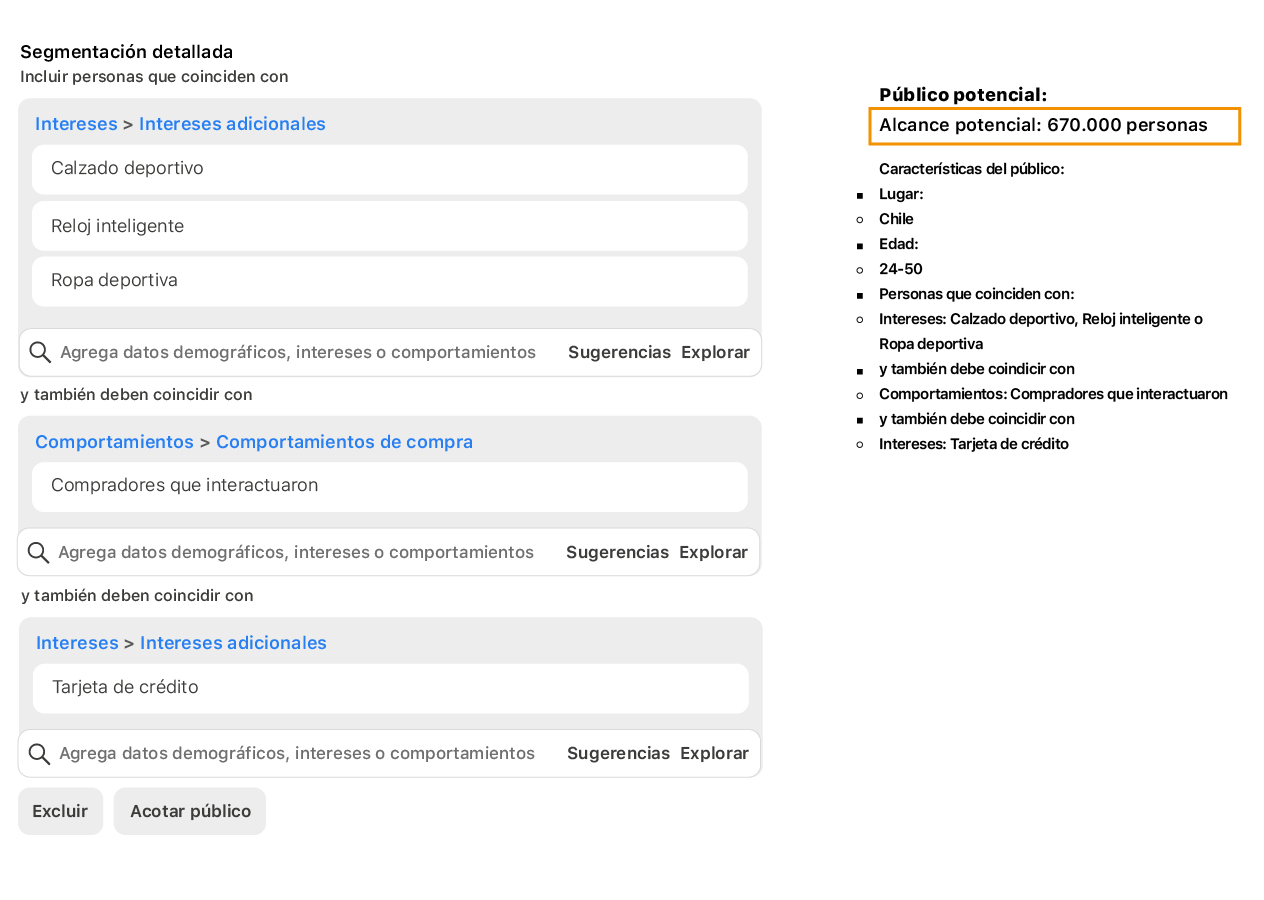 Segmentación detallada
Incluir personas que coinciden con
Intereses > Intereses adicionales
Calzado deportivo
Reloj inteligente
Ropa deportiva
Agrega datos demográficos, intereses o comportamientos Sugerencias Explorar
y también deben coincidir con
Comportamientos > Comportamientos de compra
Compradores que interactuaron
Agrega datos demográficos, intereses o comportamientos Sugerencias Explorar
y también deben coincidir con
Intereses > Intereses adicionales
Tarjeta de crédito
Agrega datos demográficos, intereses o comportamientos Sugerencias Explorar
Excluir Acotar público
Público potencial:
Alcance potencial: 670.000 personas
Características del público:
Lugar:
Chile
Edad:
24-50
Personas que coinciden con:
Intereses: Calzado deportivo, Reloj inteligente o
Ropa deportiva
y también debe coindicir con
Comportamientos: Compradores que interactuaron
y también debe coincidir con
Intereses: Tarjeta de crédito